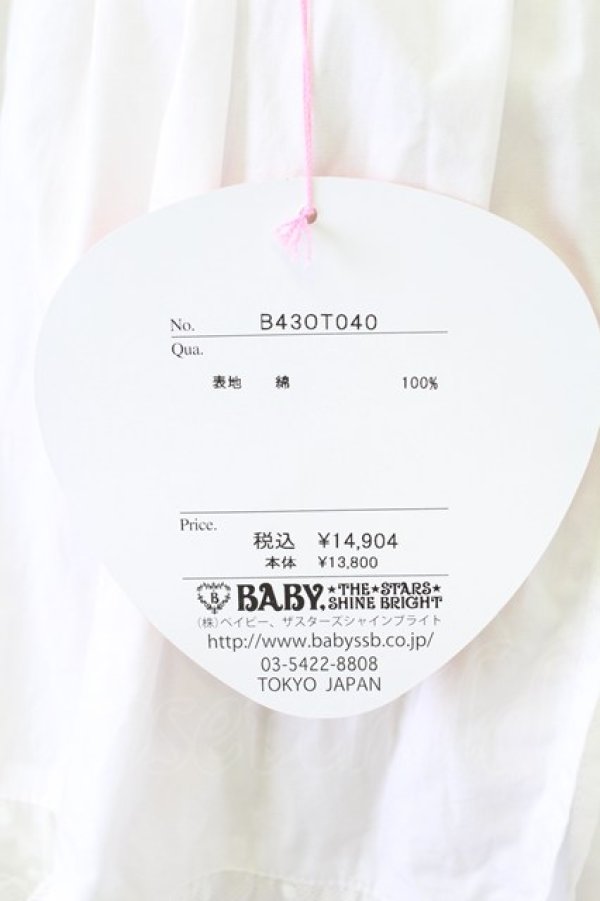 No. B43OT040
Qua.
表地 綿 100%
Price.
税込 ¥14,904
本体 ¥13,800
B BABY, ★THE★STARS★
SHINE BRIGHT
(株)ベイビー、ザスターズシャインブライト
http://www.babyssb.co.jp/
03-5422-8808
TOKYO JAPAN